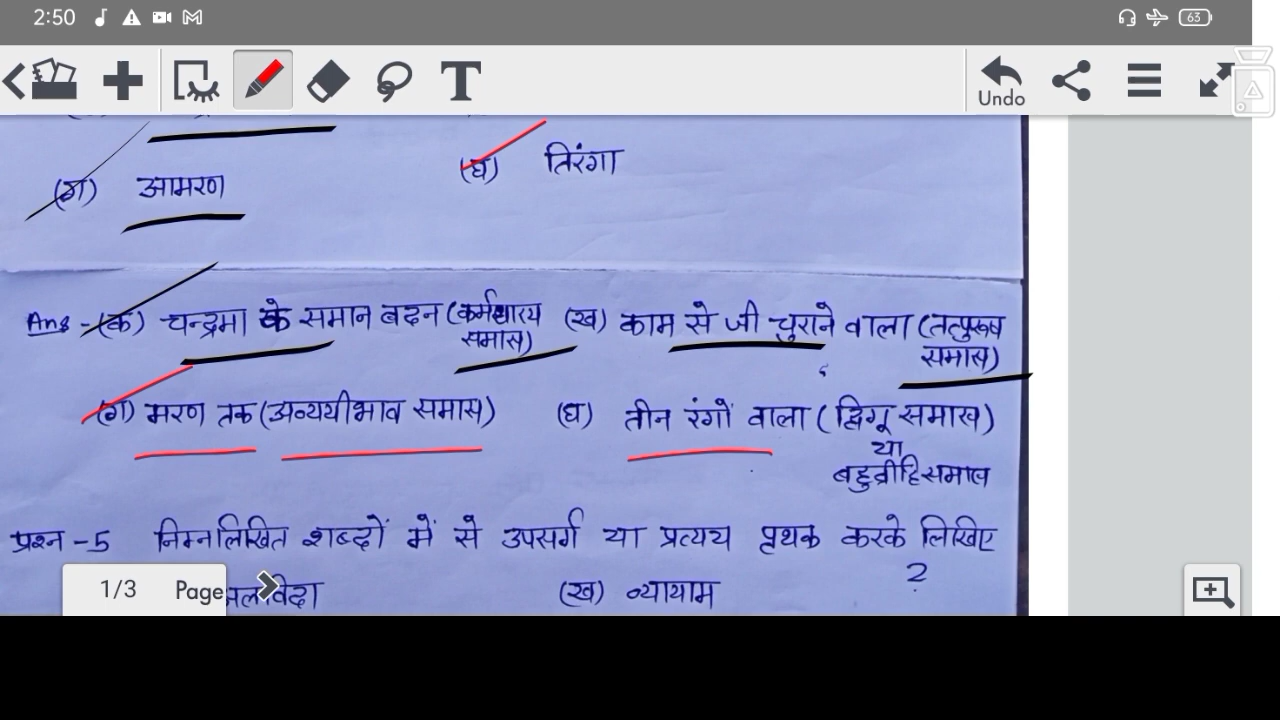 2:50
63
Undo
(ग) आमरण (घ) तिरंगा
Ans - (क) चन्द्रमा के समान बदन (कर्मधारय समास) (ख) काम से जी चुराने वाला (तत्पुरूष समास)
(ग) मरण तक (अव्ययीभाव समास) (घ) तीन रंगों वाला (द्विगू समास)
या
बहुव्रीहि समास
प्रश्न - 5 निम्नलिखित शब्दों में से उपसर्ग या प्रत्यय पृथक करके लिखिए
?
1/3 Page (ख) व्यायाम